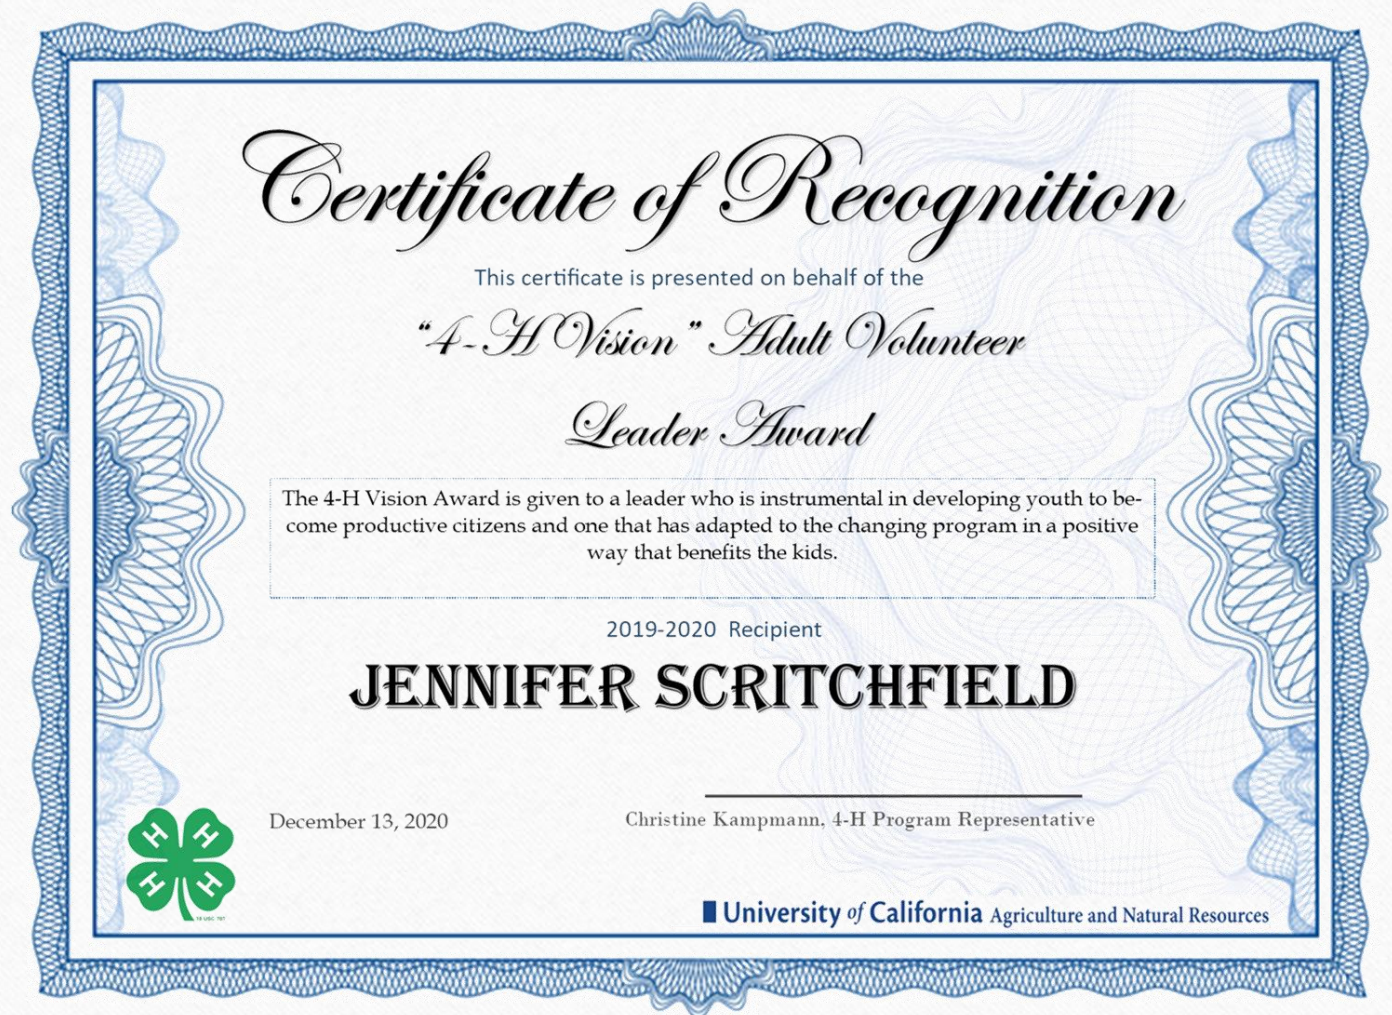 Certificate of Recognition
This certificate is presented on behalf of the
“4-H Vision” Adult Volunteer
Leader Award
The 4-H Vision Award is given to a leader who is instrumental in developing youth to be-
come productive citizens and one that has adapted to the changing program in a positive
way that benefits the kids.
2019-2020 Recipient
JENNIFER SCRITCHFIELD
December 13, 2020
Christine Kampmann, 4-H Program Representative
H H
H H
18 USC 707
University of California Agriculture and Natural Resources